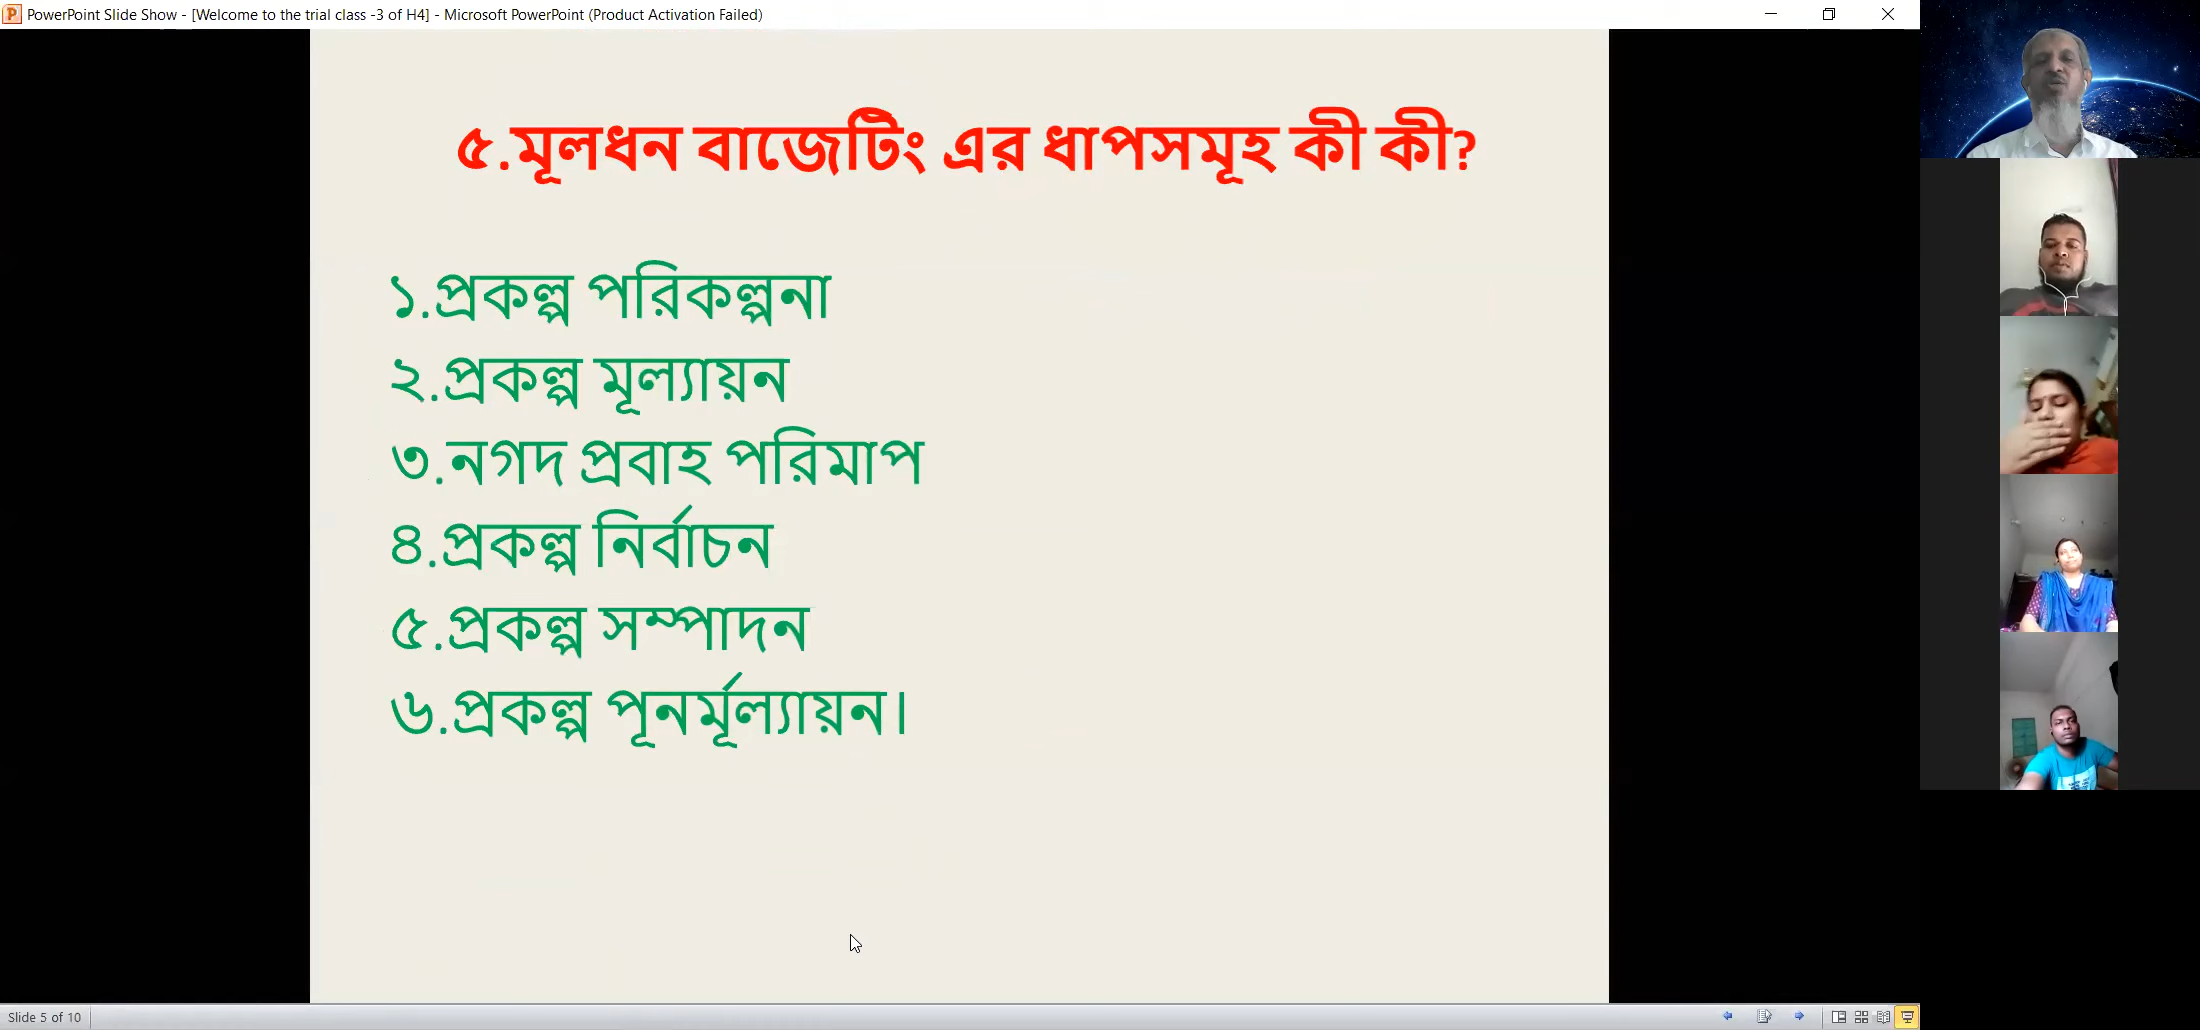 PowerPoint Slide Show - [Welcome to the trial class -3 of H4] - Microsoft PowerPoint (Product Activation Failed)
৫.মূলধন বাজেটিং এর ধাপসমূহ কী কী?
১.প্রকল্প পরিকল্পনা
২.প্রকল্প মূল্যায়ন
৩.নগদ প্রবাহ পরিমাপ
৪.প্রকল্প নির্বাচন
৫.প্রকল্প সম্পাদন
৬.প্রকল্প পূনর্মূল্যায়ন।
Slide 5 of 10